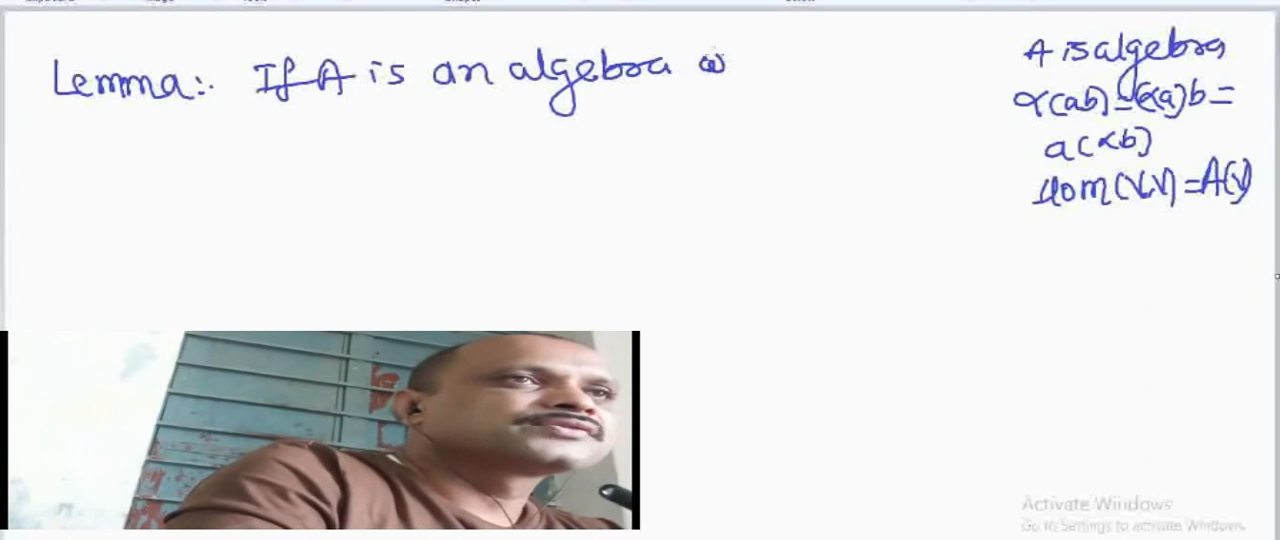 Lemma:. If A is an algebra ω
A is algebra
α(ab) = (αa)b =
a(αb)
Hom(V,V) = A(V)
Activate Windows
Go to Settings to activate Windows.